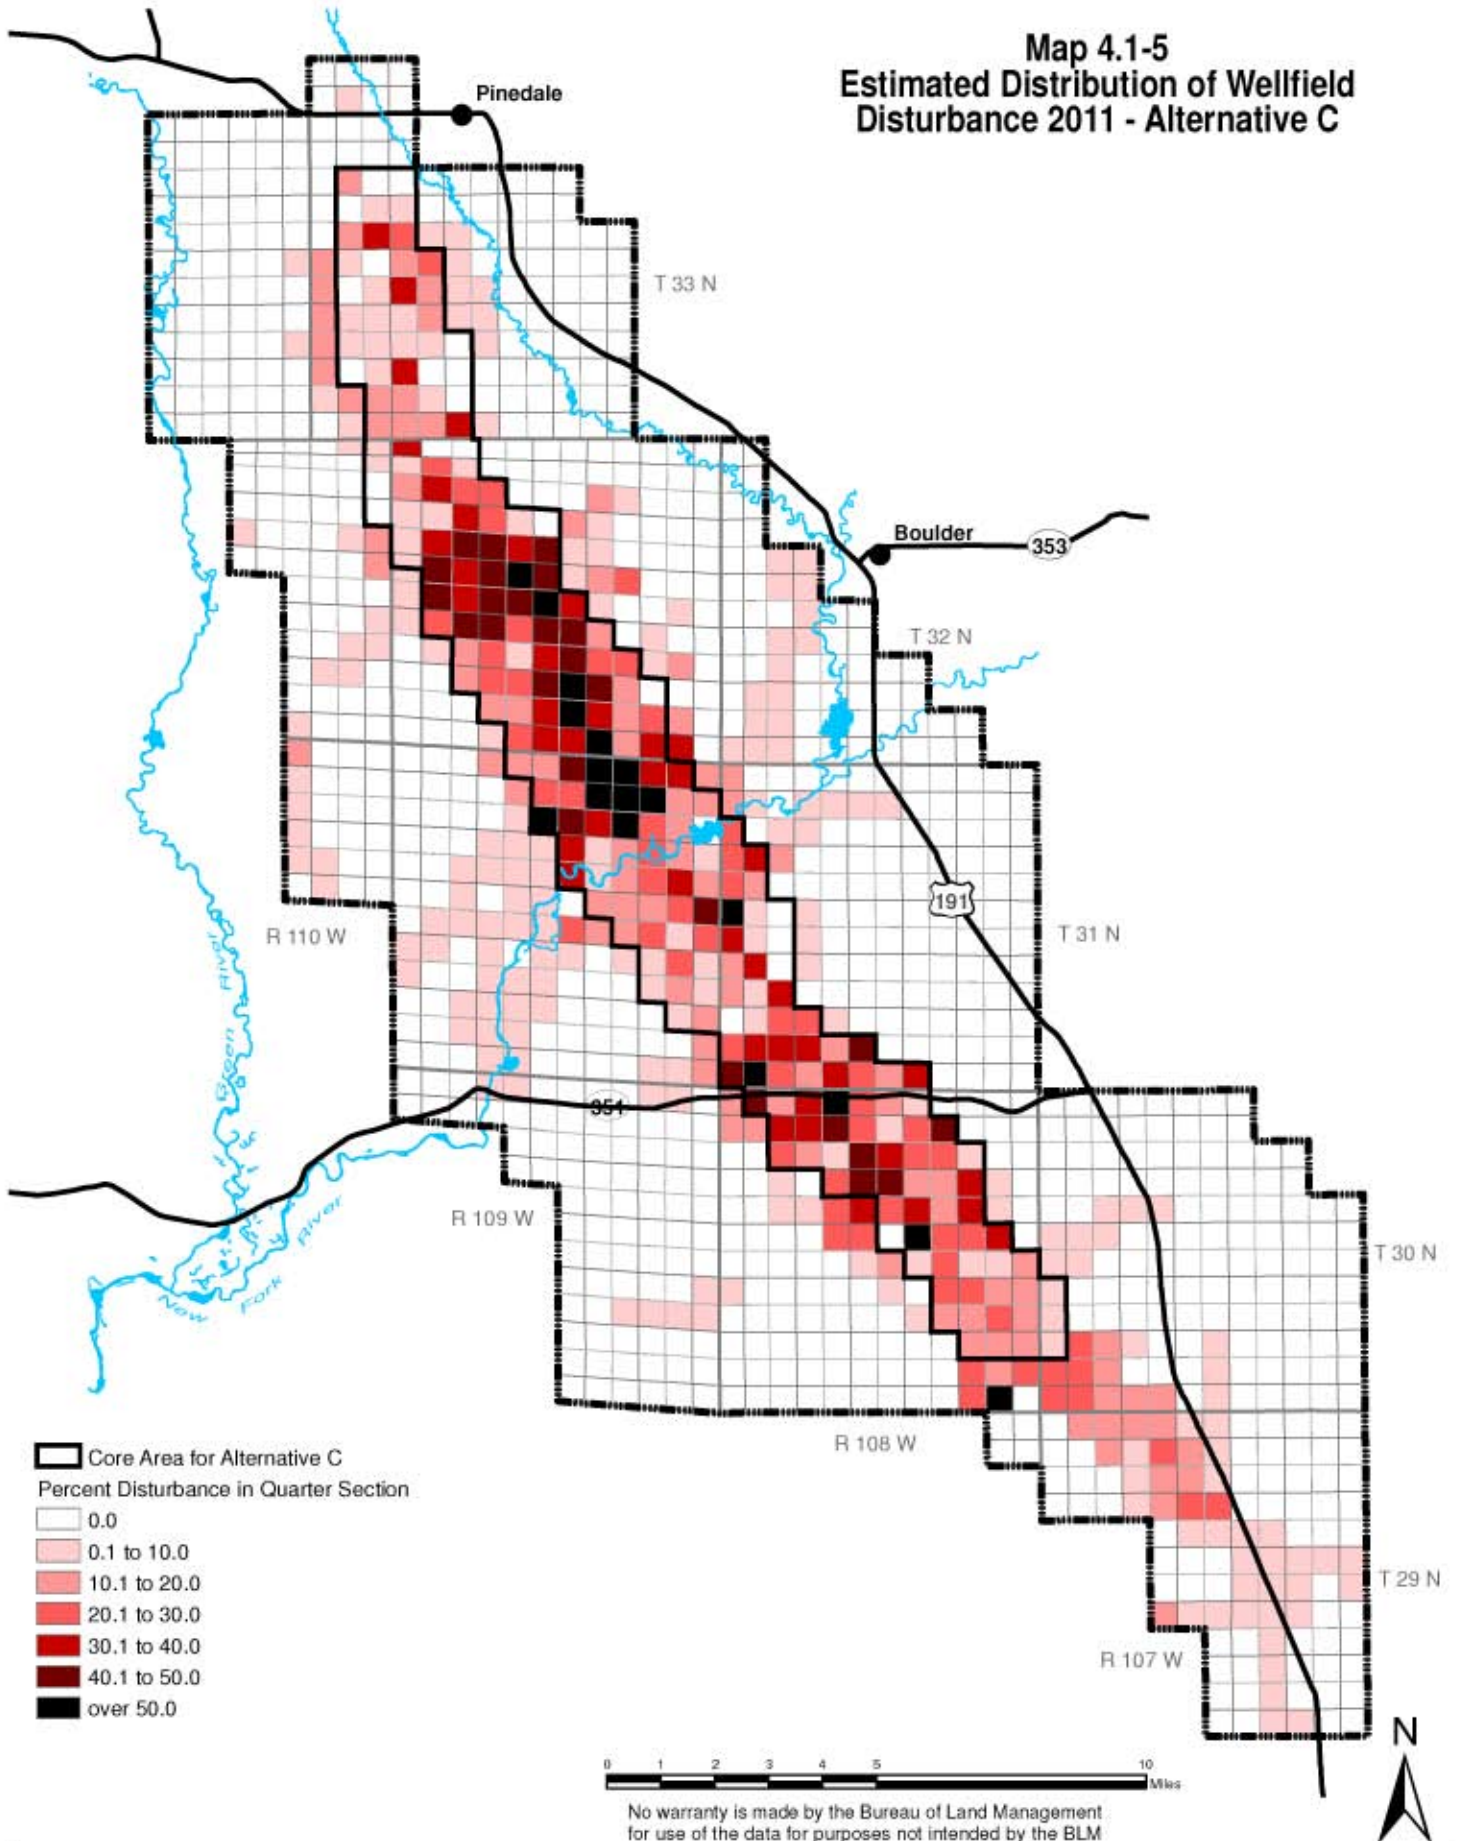 Map 4.1-5
Estimated Distribution of Wellfield
Disturbance 2011 - Alternative C
Pinedale
T 33 N
Boulder
353
T 32 N
191
T 31 N
R 110 W
Green River
351
R 109 W
New Fork River
T 30 N
R 108 W
T 29 N
R 107 W
Core Area for Alternative C
Percent Disturbance in Quarter Section
0.0
0.1 to 10.0
10.1 to 20.0
20.1 to 30.0
30.1 to 40.0
40.1 to 50.0
over 50.0
N
0 1 2 3 4 5 10
Miles
No warranty is made by the Bureau of Land Management
for use of the data for purposes not intended by the BLM